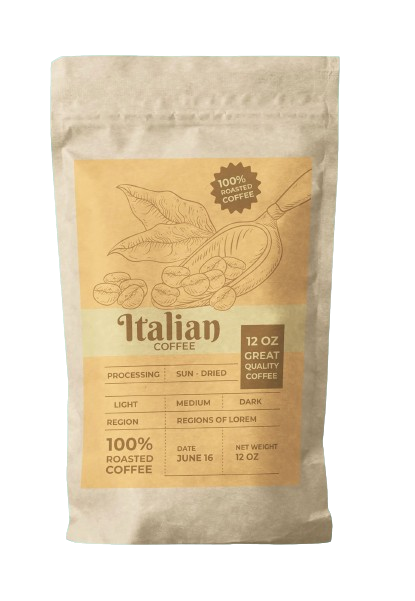 100%
ROASTED
COFFEE
Italian
COFFEE
12 OZ
GREAT
QUALITY
COFFEE
PROCESSING SUN - DRIED
LIGHT MEDIUM DARK
REGION REGIONS OF LOREM
100%
ROASTED
COFFEE
DATE
JUNE 16
NET WEIGHT
12 OZ